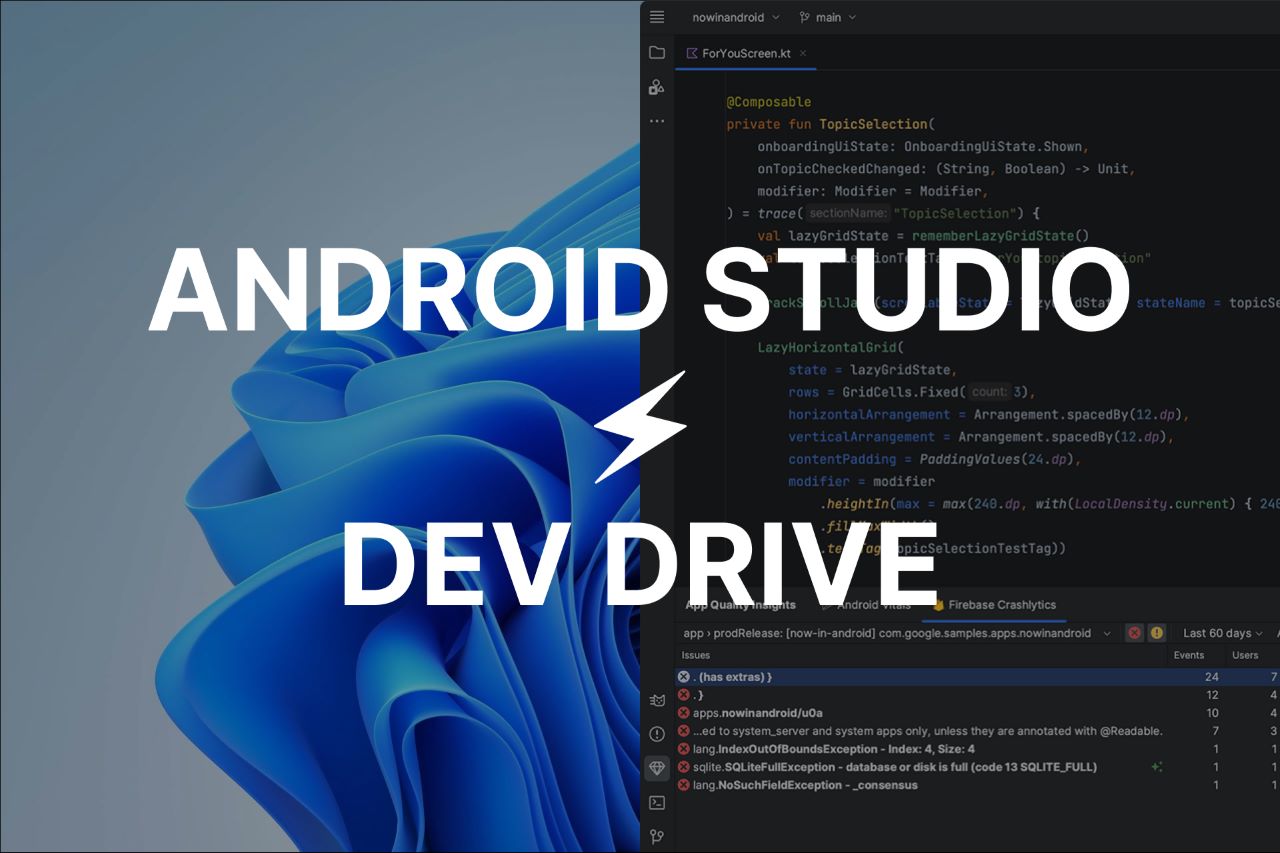 nowinandroid main
ForYouScreen.kt
@Composable
private fun TopicSelection(
onboardingUiState: OnboardingUiState.Shown,
onTopicCheckedChanged: (String, Boolean) -> Unit,
modifier: Modifier = Modifier,
) = trace( sectionName: "TopicSelection") {
val lazyGridState = rememberLazyGridState()
ANDROID STUDIO
stateName = topicSe
LazyHorizontalGrid(
state = lazyGridState,
rows = GridCells.Fixed( count: 3),
horizontalArrangement = Arrangement.spacedBy(12.dp),
verticalArrangement = Arrangement.spacedBy(12.dp),
contentPadding = PaddingValues(24.dp),
modifier = modifier
.heightIn(max = max(240.dp, with(LocalDensity.current) { 240
DEV DRIVE
App Quality Insights Android Vitals Firebase Crashlytics
app › prodRelease: [now-in-android] com.google.samples.apps.nowinandroid Last 60 days
Issues Events Users
. (has extras) } 24 7
. } 12 4
apps.nowinandroid/u0a 10 4
...ed to system_server and system apps only, unless they are annotated with @Readable. 7 3
lang.IndexOutOfBoundsException - Index: 4, Size: 4 1 1
sqlite.SQLiteFullException - database or disk is full (code 13 SQLITE_FULL) 1 1
lang.NoSuchFieldException - _consensus 1 1